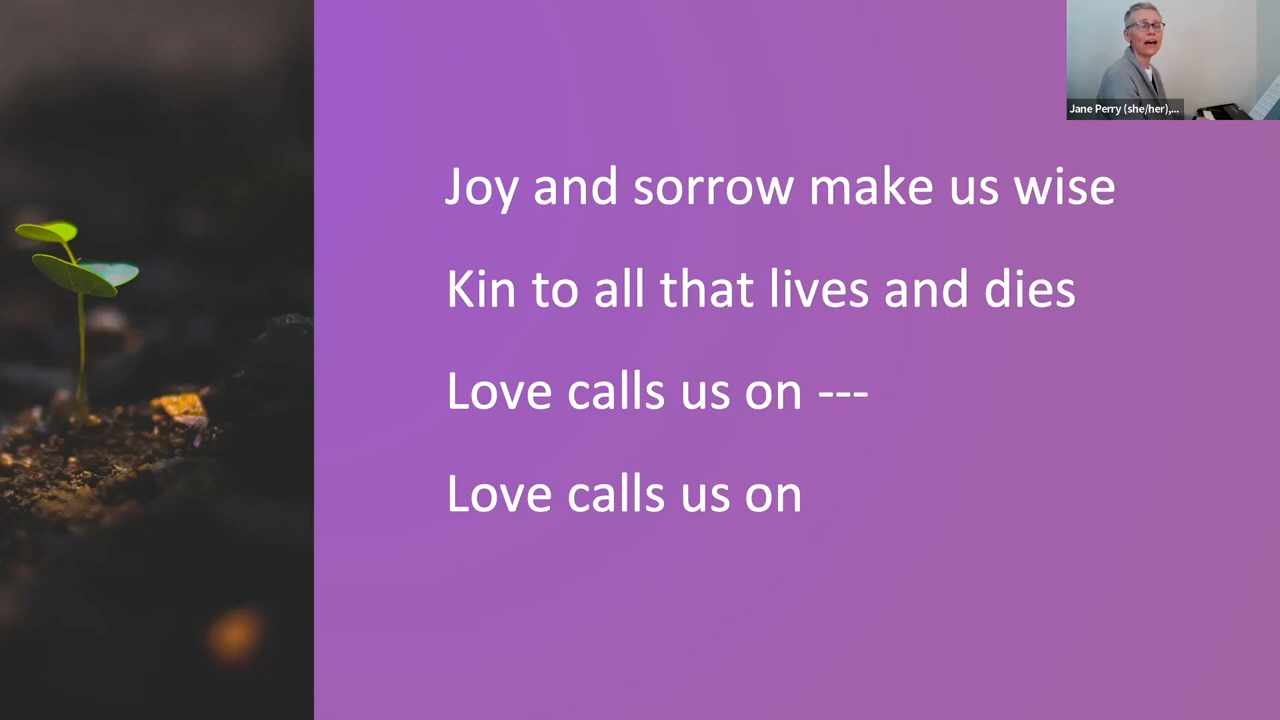 Jane Perry (she/her),...
Joy and sorrow make us wise
Kin to all that lives and dies
Love calls us on ---
Love calls us on